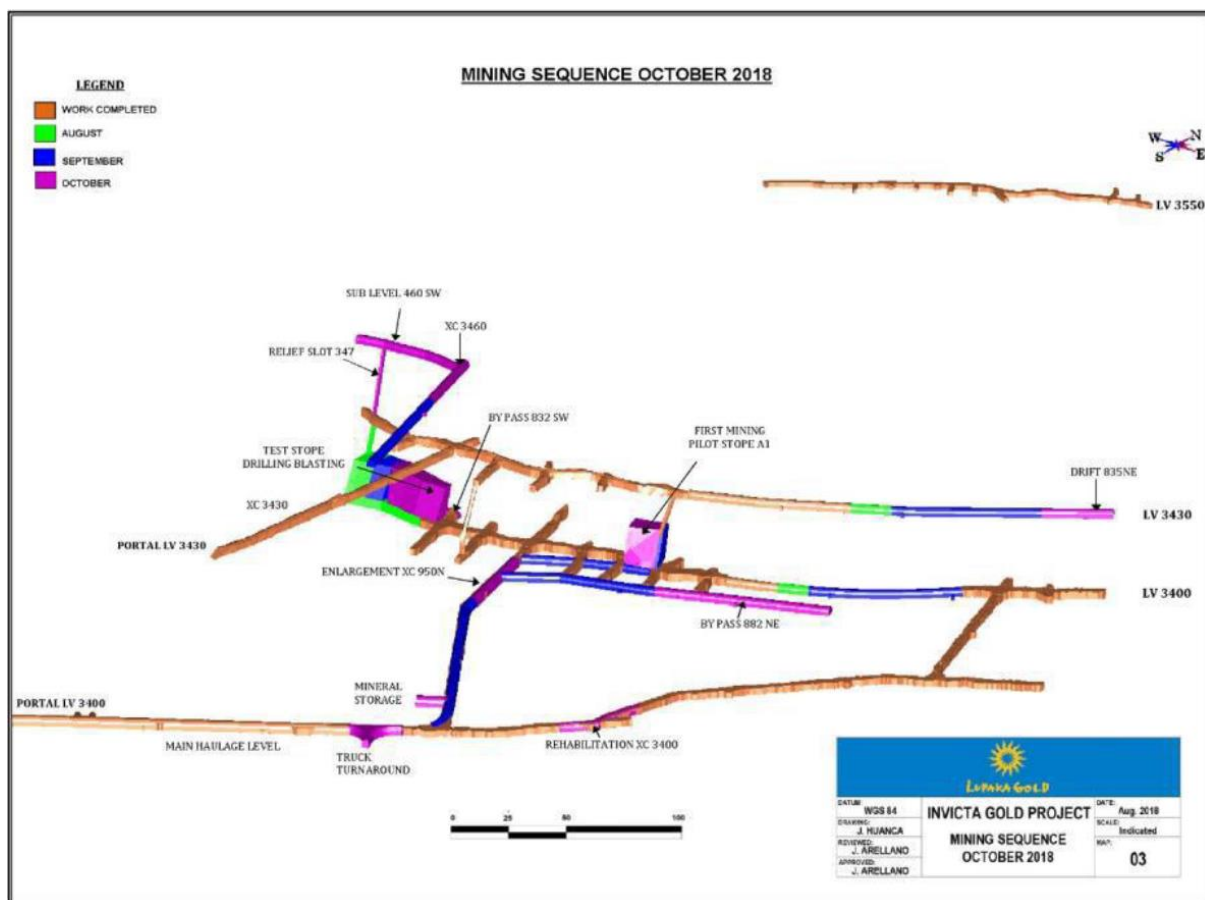 MINING SEQUENCE OCTOBER 2018
LEGEND
WORK COMPLETED
AUGUST
SEPTEMBER
OCTOBER
W N
S E
LV 3550
SUB LEVEL 460 SW
XC 3460
RELIEF SLOT 347
BY PASS 832 SW
FIRST MINING
PILOT STOPE A1
TEST STOPE
DRILLING BLASTING
DRIFT 835NE
XC 3430
LV 3430
PORTAL LV 3430
ENLARGEMENT XC 950N
LV 3400
BY PASS 882 NE
MINERAL
STORAGE
PORTAL LV 3400
MAIN HAULAGE LEVEL
TRUCK
TURNAROUND
REHABILITATION XC 3400
0 25 50 100
LUPAKA GOLD
DATUM:
WGS 84
DRAWING:
J. HUANCA
REVIEWED:
J. ARELLANO
APPROVED:
J. ARELLANO
INVICTA GOLD PROJECT
MINING SEQUENCE
OCTOBER 2018
DATE:
Aug. 2018
SCALE:
Indicated
MAP:
03